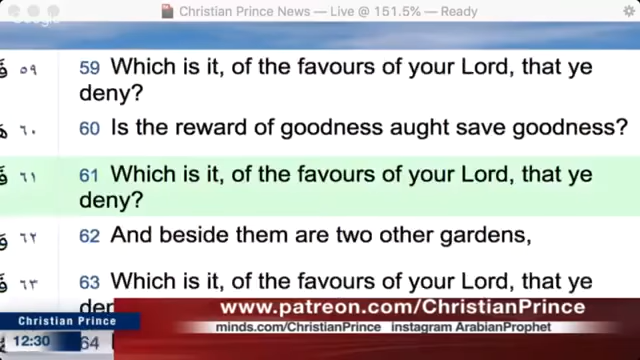 Christian Prince News — Live @ 151.5% — Ready
٥٩ 59 Which is it, of the favours of your Lord, that ye
deny?
٦٠ 60 Is the reward of goodness aught save goodness?
٦١ 61 Which is it, of the favours of your Lord, that ye
deny?
٦٢ 62 And beside them are two other gardens,
٦٣ 63 Which is it, of the favours of your Lord, that ye
www.patreon.com/ChristianPrince
minds.com/ChristianPrince instagram ArabianProphet
Christian Prince
12:30
64